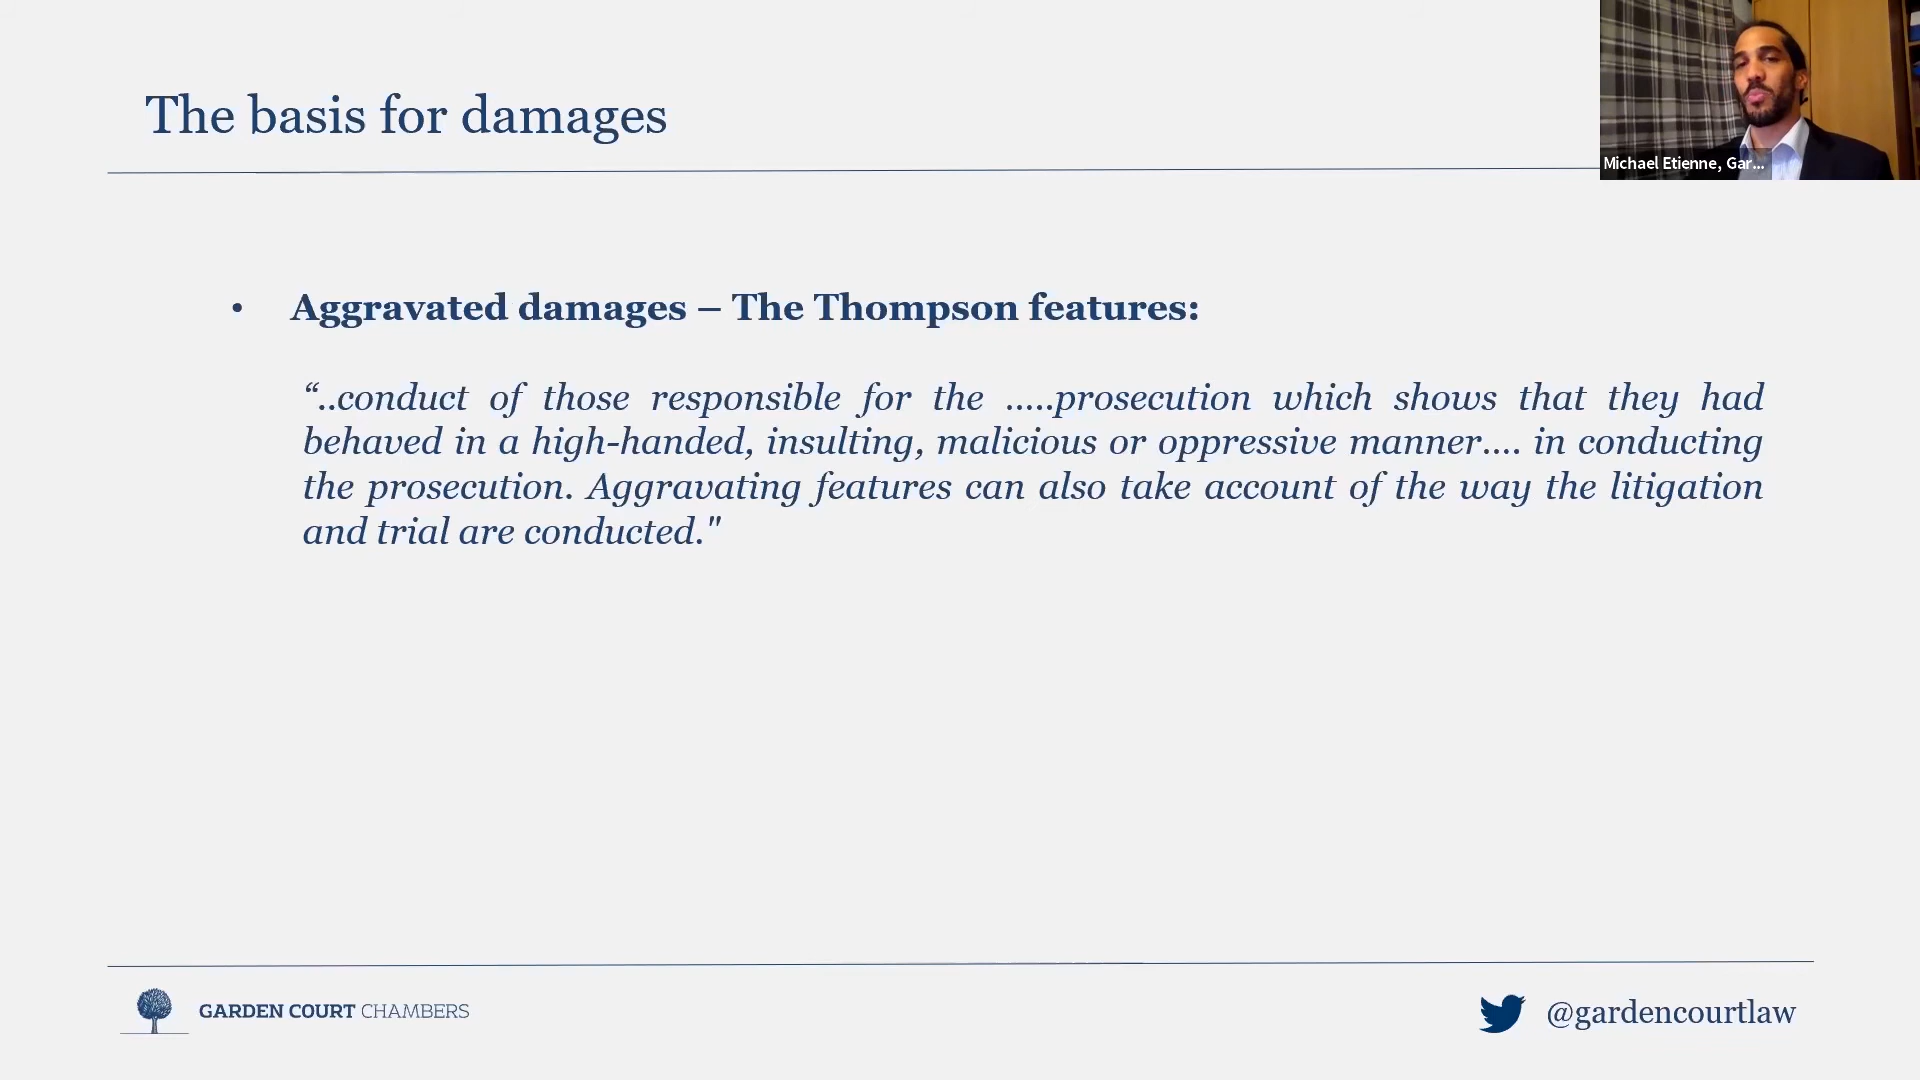 The basis for damages
Michael Etienne, Gar...
• Aggravated damages – The Thompson features:
“..conduct of those responsible for the .....prosecution which shows that they had
behaved in a high-handed, insulting, malicious or oppressive manner.... in conducting
the prosecution. Aggravating features can also take account of the way the litigation
and trial are conducted."
GARDEN COURT CHAMBERS
@gardencourtlaw